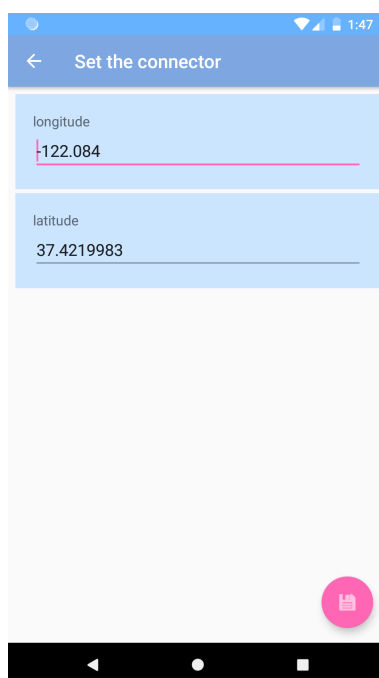 1:47
Set the connector
longitude
-122.084
latitude
37.4219983